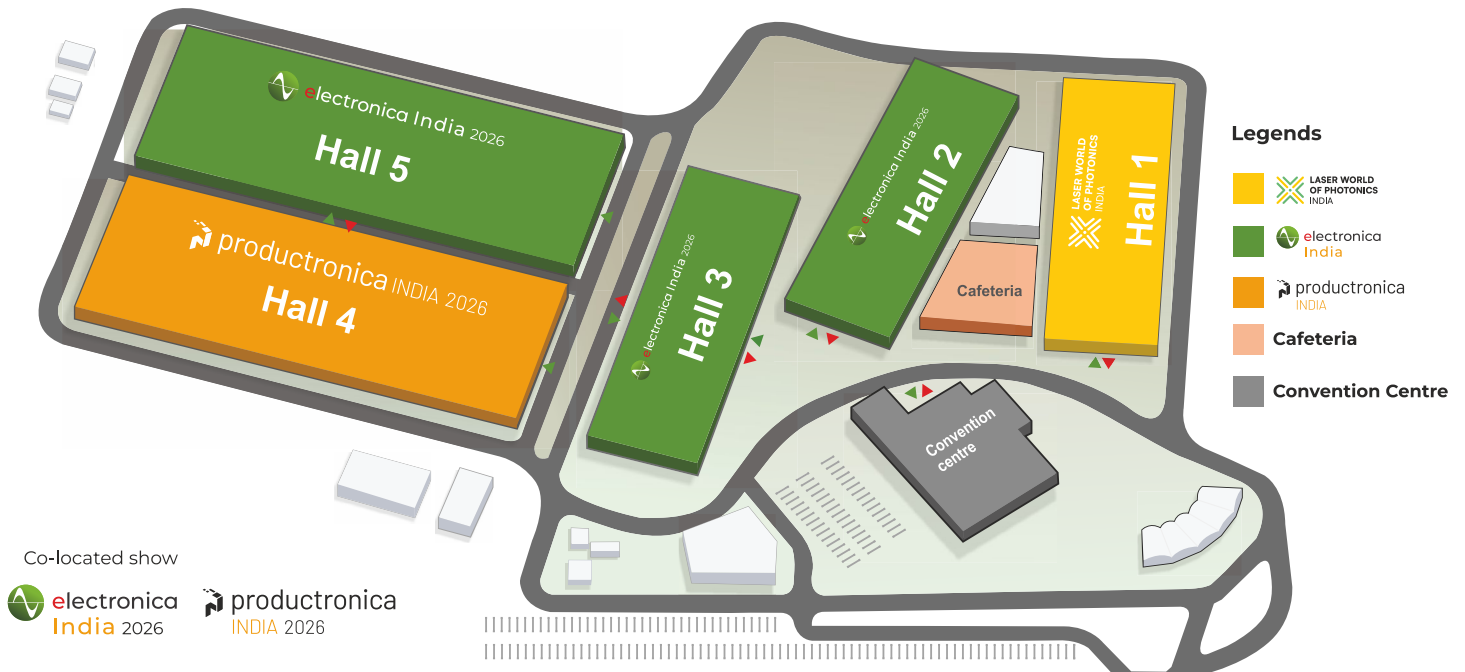 electronica India 2026
Hall 5
productronica INDIA 2026
Hall 4
electronica India 2026
Hall 3
electronica India 2026
Hall 2
LASER WORLD
OF PHOTONICS
INDIA
Hall 1
Cafeteria
Convention
centre
Legends
LASER WORLD
OF PHOTONICS
INDIA
electronica
India
productronica
INDIA
Cafeteria
Convention Centre
Co-located show
electronica
India 2026
productronica
INDIA 2026